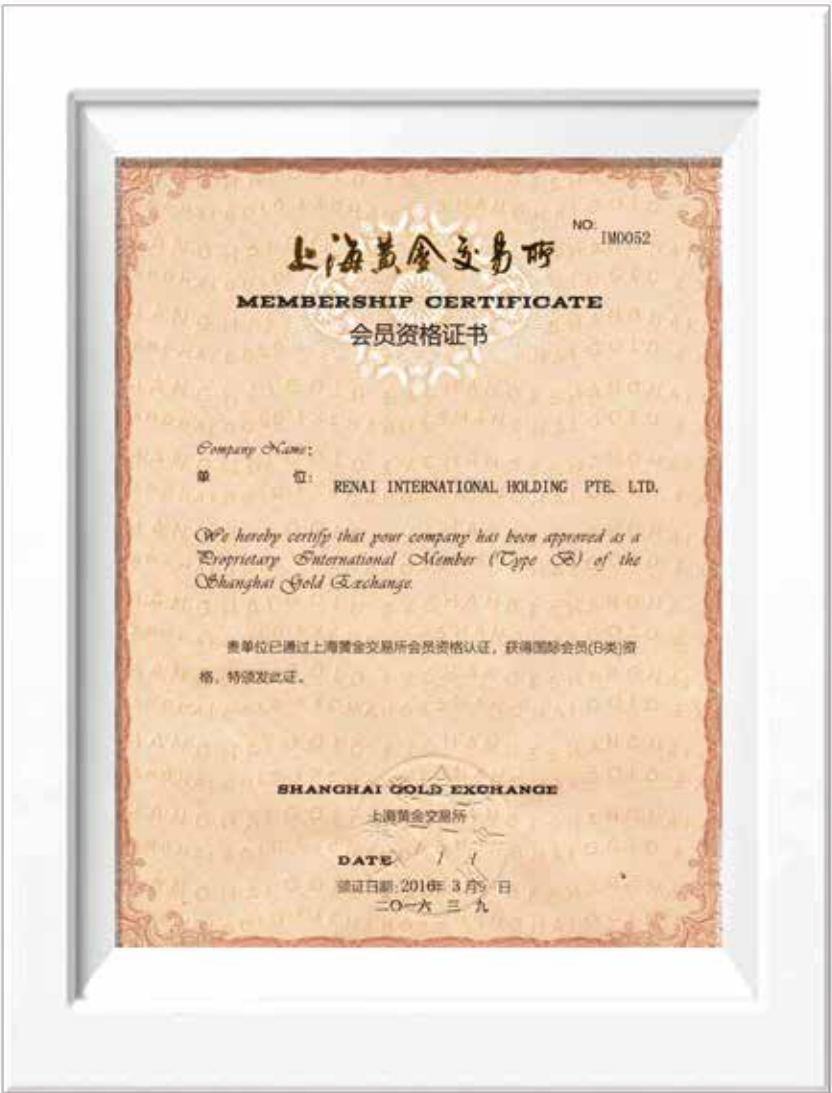 NO: IM0052
上海黄金交易所
MEMBERSHIP CERTIFICATE
会员资格证书
Company Name:
单 位: RENAI INTERNATIONAL HOLDING PTE. LTD.
We hereby certify that your company has been approved as a
Proprietary International Member (Type B) of the
Shanghai Gold Exchange.
贵单位已通过上海黄金交易所会员资格认证，获得国际会员(B类)资
格，特颁发此证。
SHANGHAI GOLD EXCHANGE
上海黄金交易所
DATE / /
颁证日期:2016年 3 月9 日
二〇一六 三 九